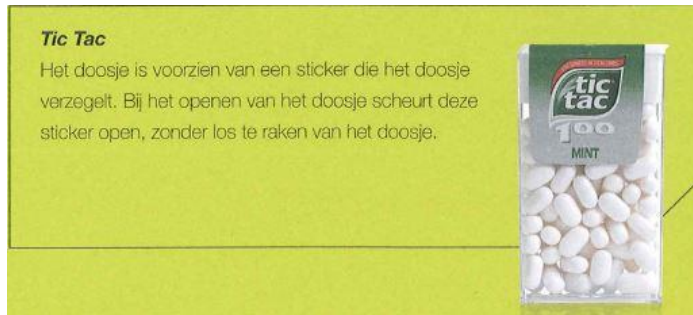 Tic Tac
Het doosje is voorzien van een sticker die het doosje
verzegelt. Bij het openen van het doosje scheurt deze
sticker open, zonder los te raken van het doosje.
tic
tac
100
MINT